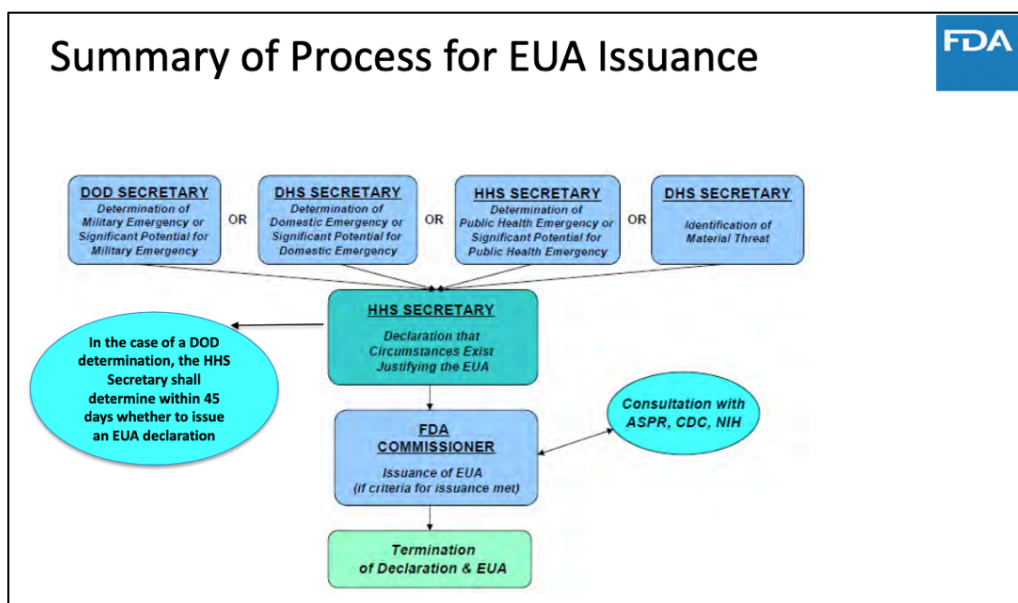 Summary of Process for EUA Issuance
FDA
DOD SECRETARY
Determination of
Military Emergency or
Significant Potential for
Military Emergency
OR
DHS SECRETARY
Determination of
Domestic Emergency or
Significant Potential for
Domestic Emergency
OR
HHS SECRETARY
Determination of
Public Health Emergency or
Significant Potential for
Public Health Emergency
OR
DHS SECRETARY
Identification of
Material Threat
HHS SECRETARY
Declaration that
Circumstances Exist
Justifying the EUA
In the case of a DOD
determination, the HHS
Secretary shall
determine within 45
days whether to issue
an EUA declaration
FDA
COMMISSIONER
Issuance of EUA
(if criteria for issuance met)
Consultation with
ASPR, CDC, NIH
Termination
of Declaration & EUA